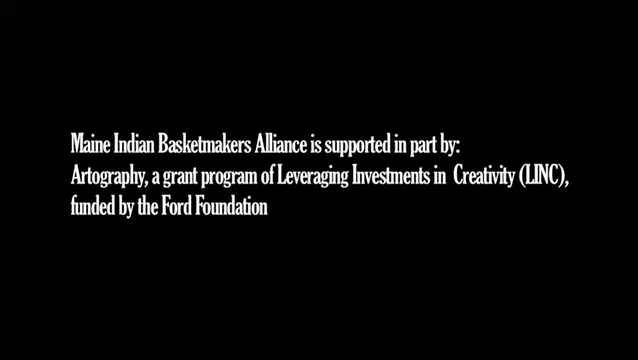 Maine Indian Basketmakers Alliance is supported in part by:
Artography, a grant program of Leveraging Investments in Creativity (LINC),
funded by the Ford Foundation